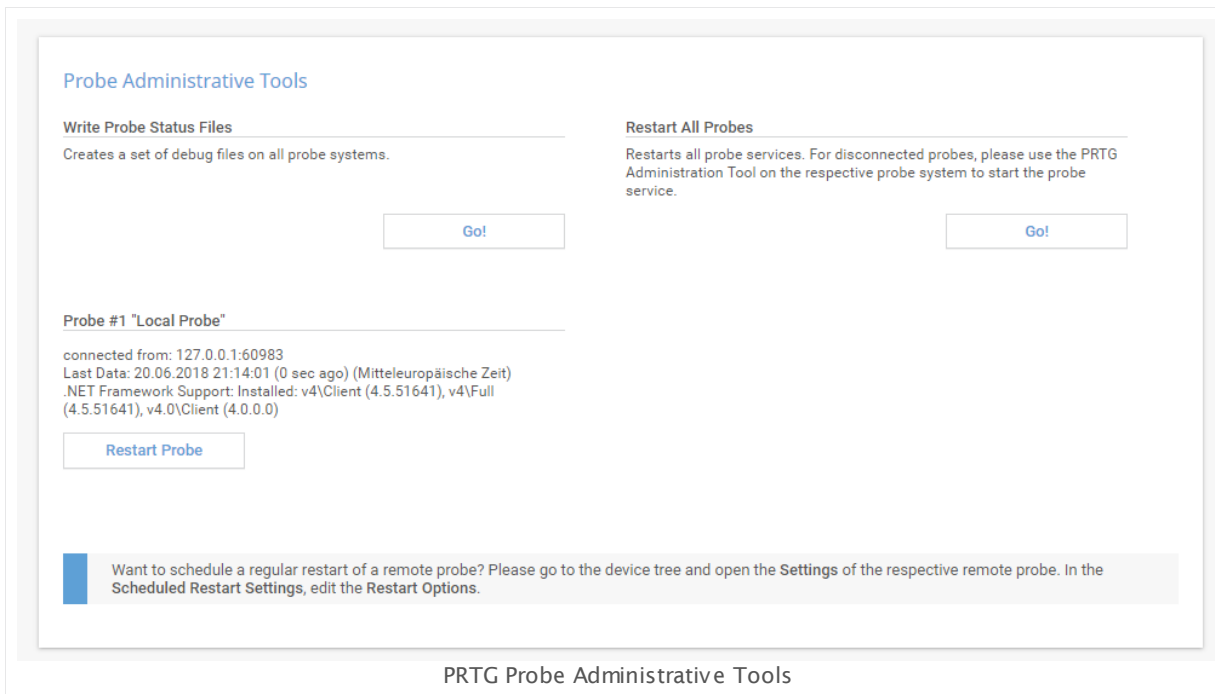 Probe Administrative Tools
Write Probe Status Files
Creates a set of debug files on all probe systems.
Go!
Restart All Probes
Restarts all probe services. For disconnected probes, please use the PRTG
Administration Tool on the respective probe system to start the probe
service.
Go!
Probe #1 "Local Probe"
connected from: 127.0.0.1:60983
Last Data: 20.06.2018 21:14:01 (0 sec ago) (Mitteleuropäische Zeit)
.NET Framework Support: Installed: v4\Client (4.5.51641), v4\Full
(4.5.51641), v4.0\Client (4.0.0.0)
Restart Probe
Want to schedule a regular restart of a remote probe? Please go to the device tree and open the Settings of the respective remote probe. In the
Scheduled Restart Settings, edit the Restart Options.
PRTG Probe Administrative Tools